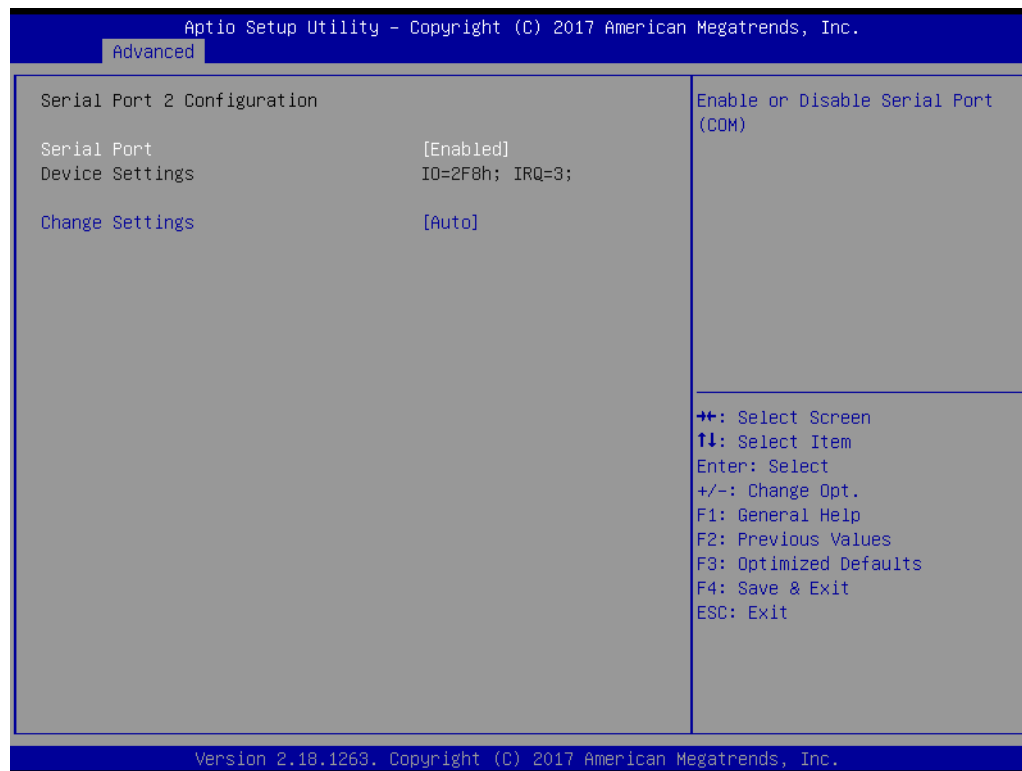 Aptio Setup Utility – Copyright (C) 2017 American Megatrends, Inc.
Advanced
Serial Port 2 Configuration
Serial Port [Enabled]
Device Settings IO=2F8h; IRQ=3;
Change Settings [Auto]
Enable or Disable Serial Port
(COM)
→←: Select Screen
↑↓: Select Item
Enter: Select
+/-: Change Opt.
F1: General Help
F2: Previous Values
F3: Optimized Defaults
F4: Save & Exit
ESC: Exit
Version 2.18.1263. Copyright (C) 2017 American Megatrends, Inc.